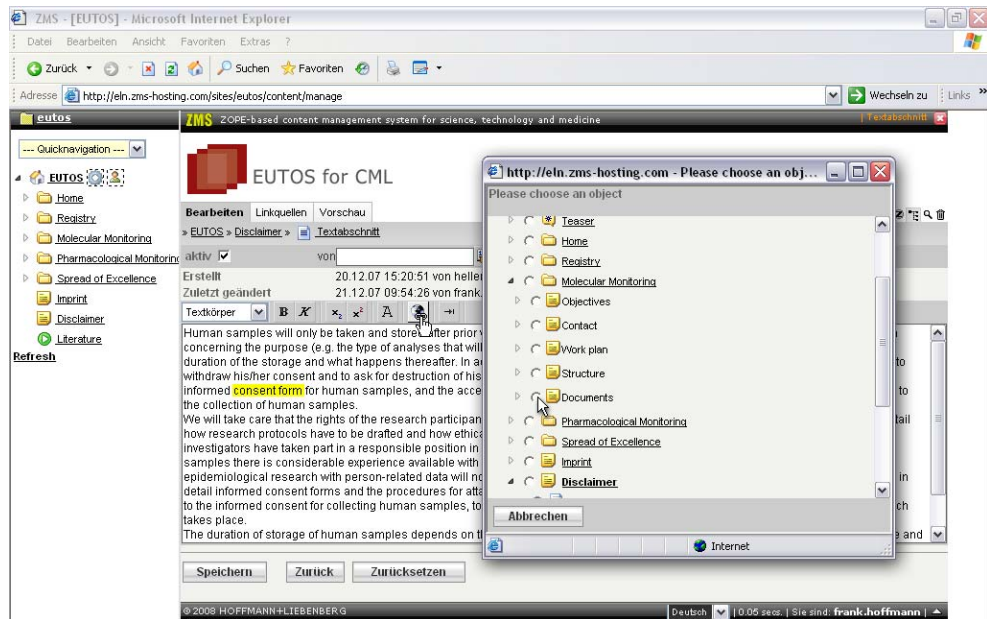 ZMS - [EUTOS] - Microsoft Internet Explorer
Datei Bearbeiten Ansicht Favoriten Extras ?
Zurück Suchen Favoriten
Adresse http://eln.zms-hosting.com/sites/eutos/content/manage Wechseln zu Links »
eutos
ZMS ZOPE-based content management system for science, technology and medicine | Textabschnitt
--- Quicknavigation ---
EUTOS
Home
Registry
Molecular Monitoring
Pharmacological Monitoring
Spread of Excellence
Imprint
Disclaimer
Literature
Refresh
EUTOS for CML
Bearbeiten Linkquellen Vorschau
» EUTOS » Disclaimer » Textabschnitt
aktiv von
Erstellt 20.12.07 15:20:51 von heller
Zuletzt geändert 21.12.07 09:54:26 von frank.
Textkörper B K x₂ x² A
Human samples will only be taken and stored after prior
concerning the purpose (e.g. the type of analyses that will
duration of the storage and what happens thereafter. In to
withdraw his/her consent and to ask for destruction of his
informed consent form for human samples, and the acce to
the collection of human samples.
We will take care that the rights of the research participan tail
how research protocols have to be drafted and how ethica
investigators have taken part in a responsible position in
samples there is considerable experience available with
epidemiological research with person-related data will in
detail informed consent forms and the procedures for atta
to the informed consent for collecting human samples, to ch
takes place.
The duration of storage of human samples depends on and
Speichern Zurück Zurücksetzen
© 2008 HOFFMANN+LIEBENBERG Deutsch | 0.05 secs. | Sie sind: frank.hoffmann |
http://eln.zms-hosting.com - Please choose an obj...
Please choose an object
Teaser
Home
Registry
Molecular Monitoring
Objectives
Contact
Work plan
Structure
Documents
Pharmacological Monitoring
Spread of Excellence
Imprint
Disclaimer
Abbrechen
Internet